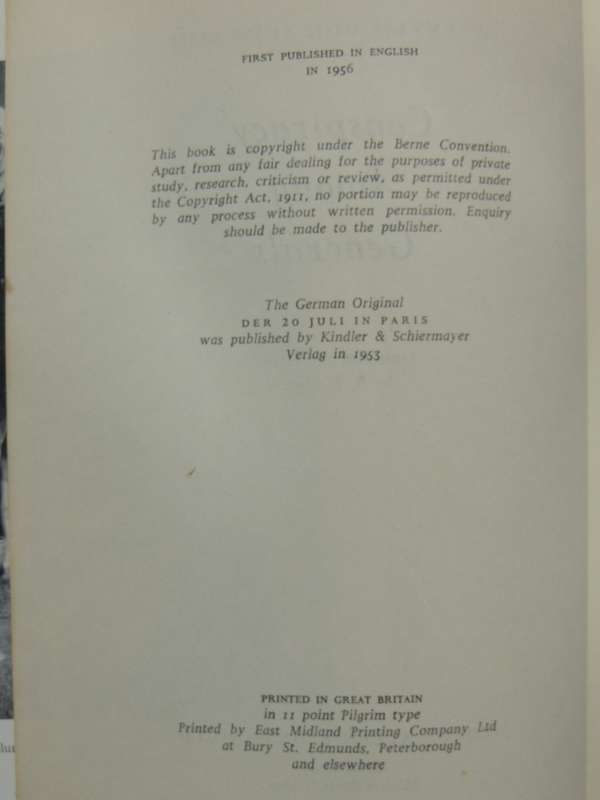 FIRST PUBLISHED IN ENGLISH
IN 1956
This book is copyright under the Berne Convention.
Apart from any fair dealing for the purposes of private
study, research, criticism or review, as permitted under
the Copyright Act, 1911, no portion may be reproduced
by any process without written permission. Enquiry
should be made to the publisher.
The German Original
DER 20 JULI IN PARIS
was published by Kindler & Schiermayer
Verlag in 1953
PRINTED IN GREAT BRITAIN
in 11 point Pilgrim type
Printed by East Midland Printing Company Ltd
at Bury St. Edmunds, Peterborough
and elsewhere